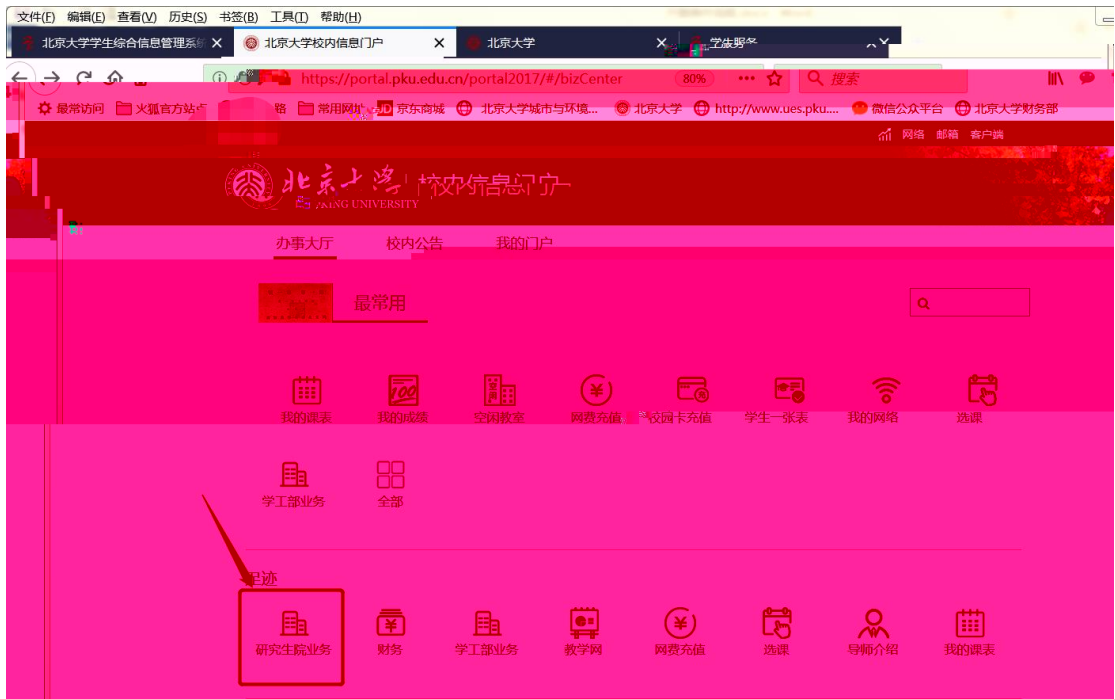 文件(F) 编辑(E) 查看(V) 历史(S) 书签(B) 工具(T) 帮助(H)
北京大学学生综合信息管理系统 北京大学校内信息门户 北京大学
https://portal.pku.edu.cn/portal2017/#/bizCenter 80% 搜索
最常访问 火狐官方站点 常用网址 JD 京东商城 北京大学城市与环境... 北京大学 http://www.ues.pku.... 微信公众平台 北京大学财务部
网络 邮箱 客户端
北京大学 校内信息门户
UNIVERSITY
办事大厅 校内公告 我的门户
最常用
我的课表 我的成绩 空闲教室 网费充值 校园卡充值 学生一张表 我的网络 选课
学工部业务 全部
足迹
研究生院业务 财务 学工部业务 教学网 网费充值 选课 导师介绍 我的课表